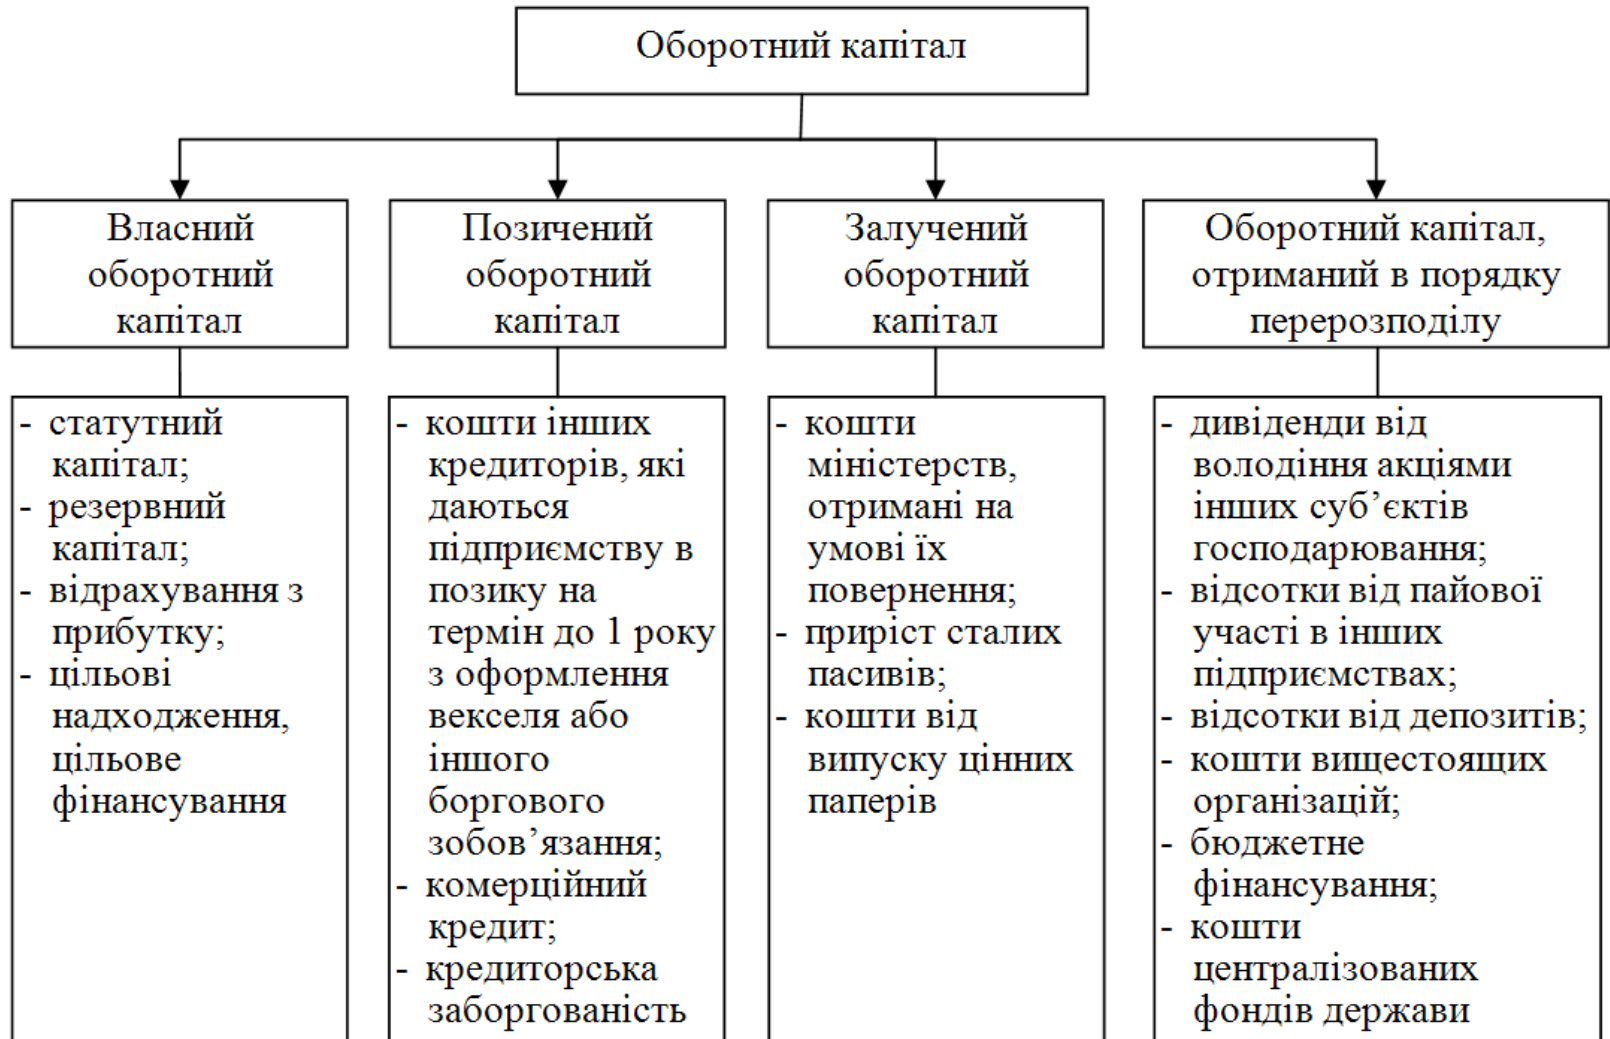 Оборотний капітал
Власний
оборотний
капітал
Позичений
оборотний
капітал
Залучений
оборотний
капітал
Оборотний капітал,
отриманий в порядку
перерозподілу
- статутний
капітал;
- резервний
капітал;
- відрахування з
прибутку;
- цільові
надходження,
цільове
фінансування
- кошти інших
кредиторів, які
даються
підприємству в
позику на
термін до 1 року
з оформлення
векселя або
іншого
боргового
зобов’язання;
- комерційний
кредит;
- кредиторська
заборгованість
- кошти
міністерств,
отримані на
умові їх
повернення;
- приріст сталих
пасивів;
- кошти від
випуску цінних
паперів
- дивіденди від
володіння акціями
інших суб’єктів
господарювання;
- відсотки від пайової
участі в інших
підприємствах;
- відсотки від депозитів;
- кошти вищестоящих
організацій;
- бюджетне
фінансування;
- кошти
централізованих
фондів держави